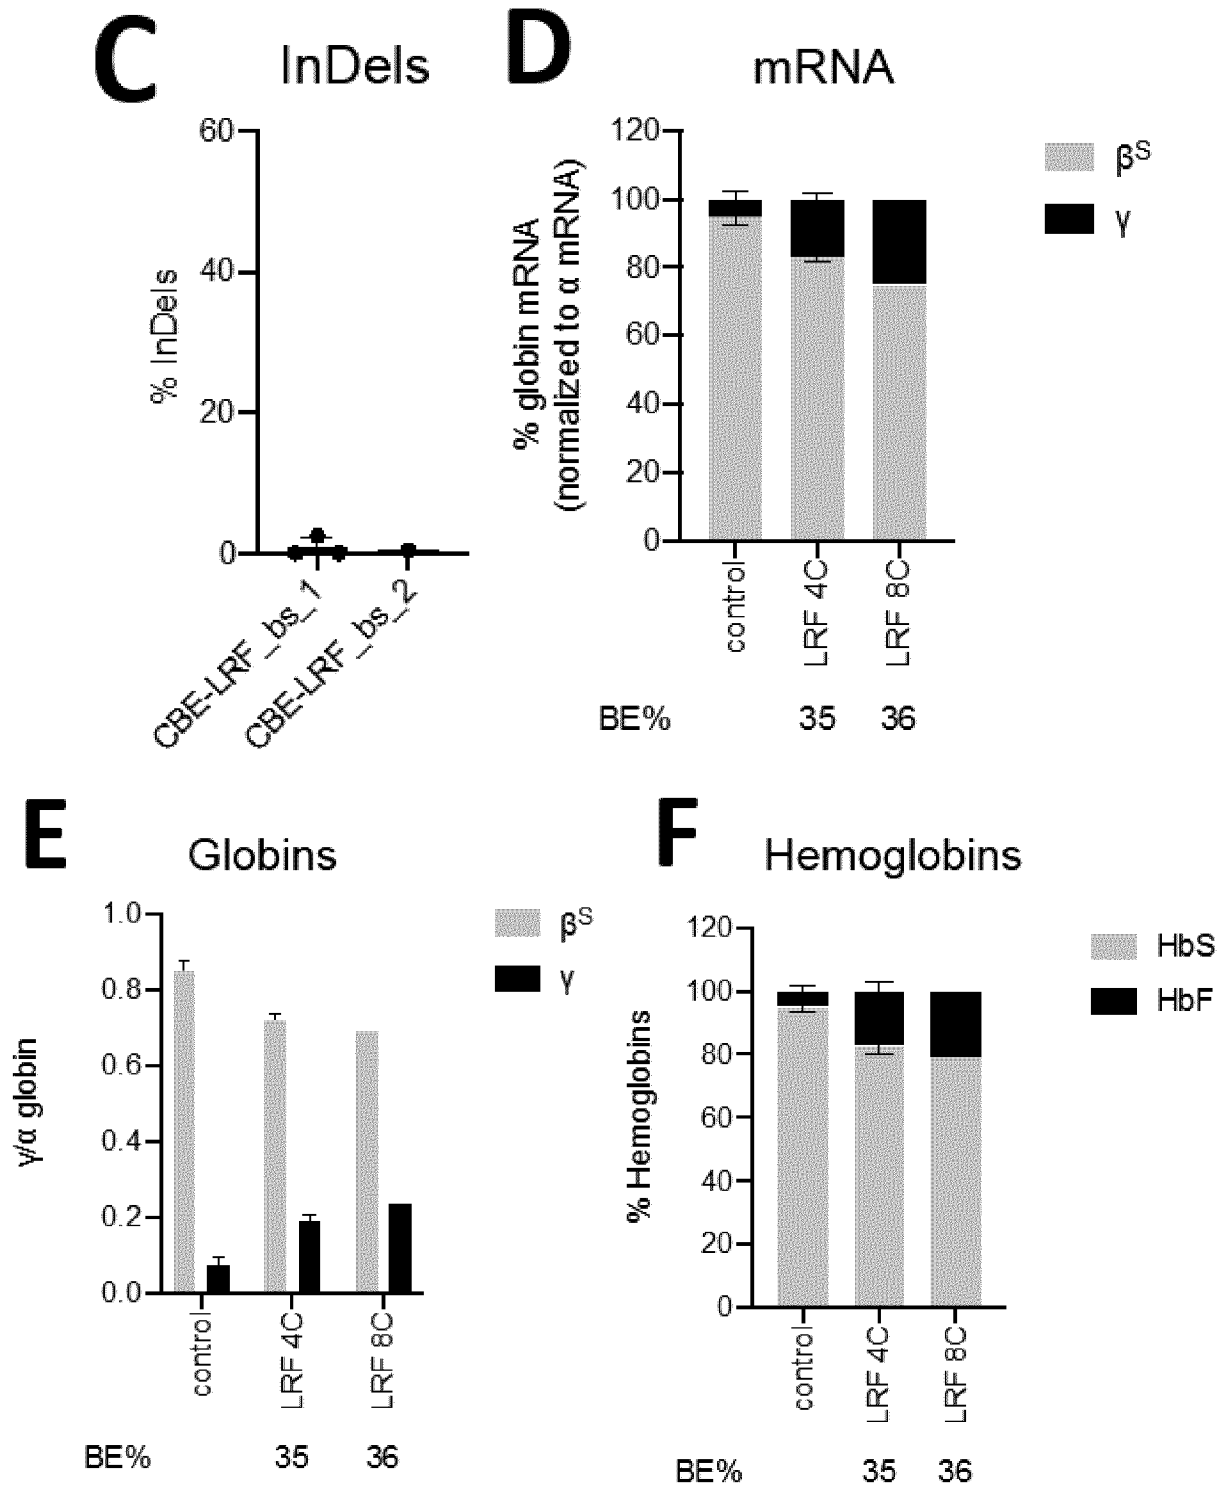 C
InDels
60
40
20
0
% InDels
CBE-LRF_bs_1
CBE-LRF_bs_2
D
mRNA
120
100
80
60
40
20
0
% globin mRNA
(normalized to α mRNA)
βS
γ
control
LRF 4C
LRF 8C
BE% 35 36
E
Globins
1.0
0.8
0.6
0.4
0.2
0.0
γ/α globin
βS
γ
control
LRF 4C
LRF 8C
BE% 35 36
F
Hemoglobins
120
100
80
60
40
20
0
% Hemoglobins
HbS
HbF
control
LRF 4C
LRF 8C
BE% 35 36